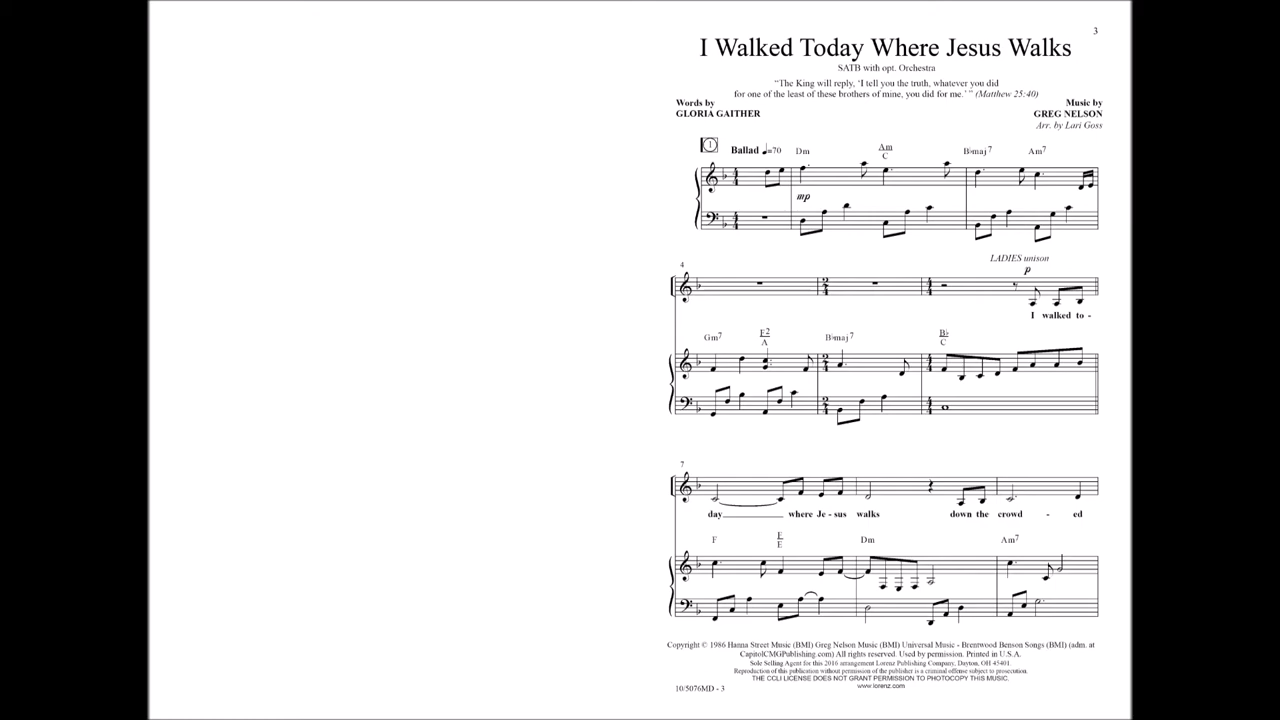 3
I Walked Today Where Jesus Walks
SATB with opt. Orchestra
“The King will reply, ‘I tell you the truth, whatever you did
for one of the least of these brothers of mine, you did for me.’ ” (Matthew 25:40)
Words by
GLORIA GAITHER
Music by
GREG NELSON
Arr. by Lari Goss
1
Ballad ♩=70
Dm Am/C B♭maj7 Am7
mp
LADIES unison
p
4
I walked to-
Gm7 F2/A B♭maj7 B♭/C
7
day where Je - sus walks down the crowd - ed
F F/E Dm Am7
Copyright © 1986 Hanna Street Music (BMI) Greg Nelson Music (BMI) Universal Music - Brentwood Benson Songs (BMI) (adm. at
CapitolCMGPublishing.com) All rights reserved. Used by permission. Printed in U.S.A.
Sole Selling Agent for this 2016 arrangement Lorenz Publishing Company, Dayton, OH 45401.
Reproduction of this publication without permission of the publisher is a criminal offense subject to prosecution.
THE CCLI LICENSE DOES NOT GRANT PERMISSION TO PHOTOCOPY THIS MUSIC.
www.lorenz.com
10/5076MD - 3